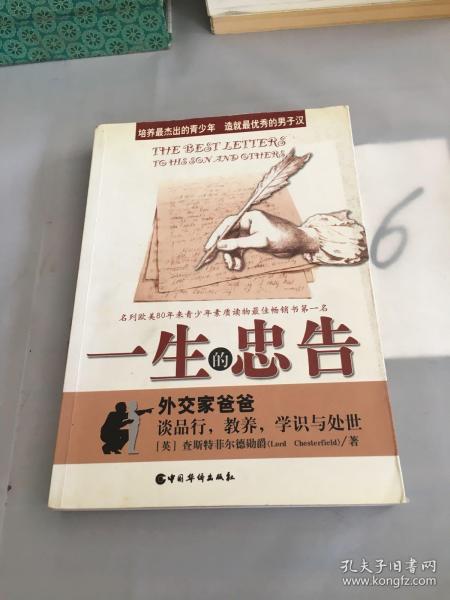 培养最杰出的青少年 造就最优秀的男子汉
THE BEST LETTERS
TO HIS SON AND OTHERS
名列欧美80年来青少年素质读物最佳畅销书第一名
一生的忠告
外交家爸爸
谈品行，教养，学识与处世
[英] 查斯特菲尔德勋爵(Lord Chesterfield)/著
中国华侨出版社
6
孔夫子旧书网
www.kongfz.com